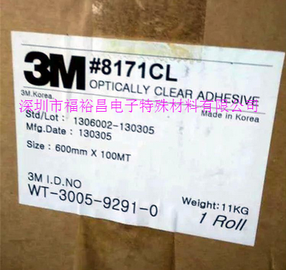 3M #8171CL
OPTICALLY CLEAR ADHESIVE
3M Korea
Made in Korea
深圳市福裕昌电子特殊材料有限公司
Std/Lot : 1306002-130305
Mfg.Date : 130305
Size : 600mm X 100MT
3M I.D.NO
Weight:11KG
WT-3005-9291-0
1 Roll